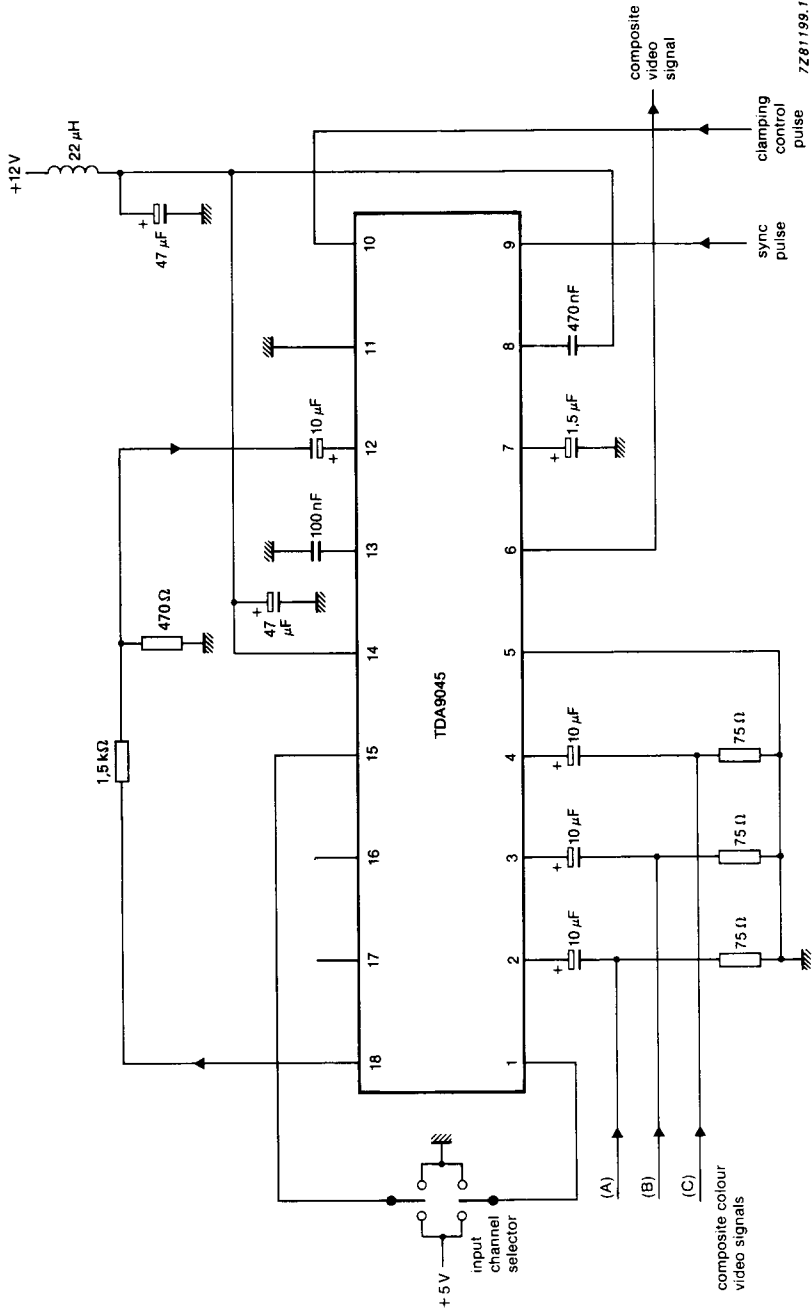 +12V
22 µH
47 µF
+
10
11
12
13
14
15
16
17
18
10 µF
+
100nF
47
µF
+
470 Ω
1,5 kΩ
TDA9045
1
2
3
4
5
6
7
8
9
10 µF
+
10 µF
+
10 µF
+
75 Ω
75 Ω
75 Ω
1,5 µF
+
470nF
+5V
input
channel
selector
(A)
(B)
(C)
composite colour
video signals
composite
video
signal
sync
pulse
clamping
control
pulse
7Z81199.1